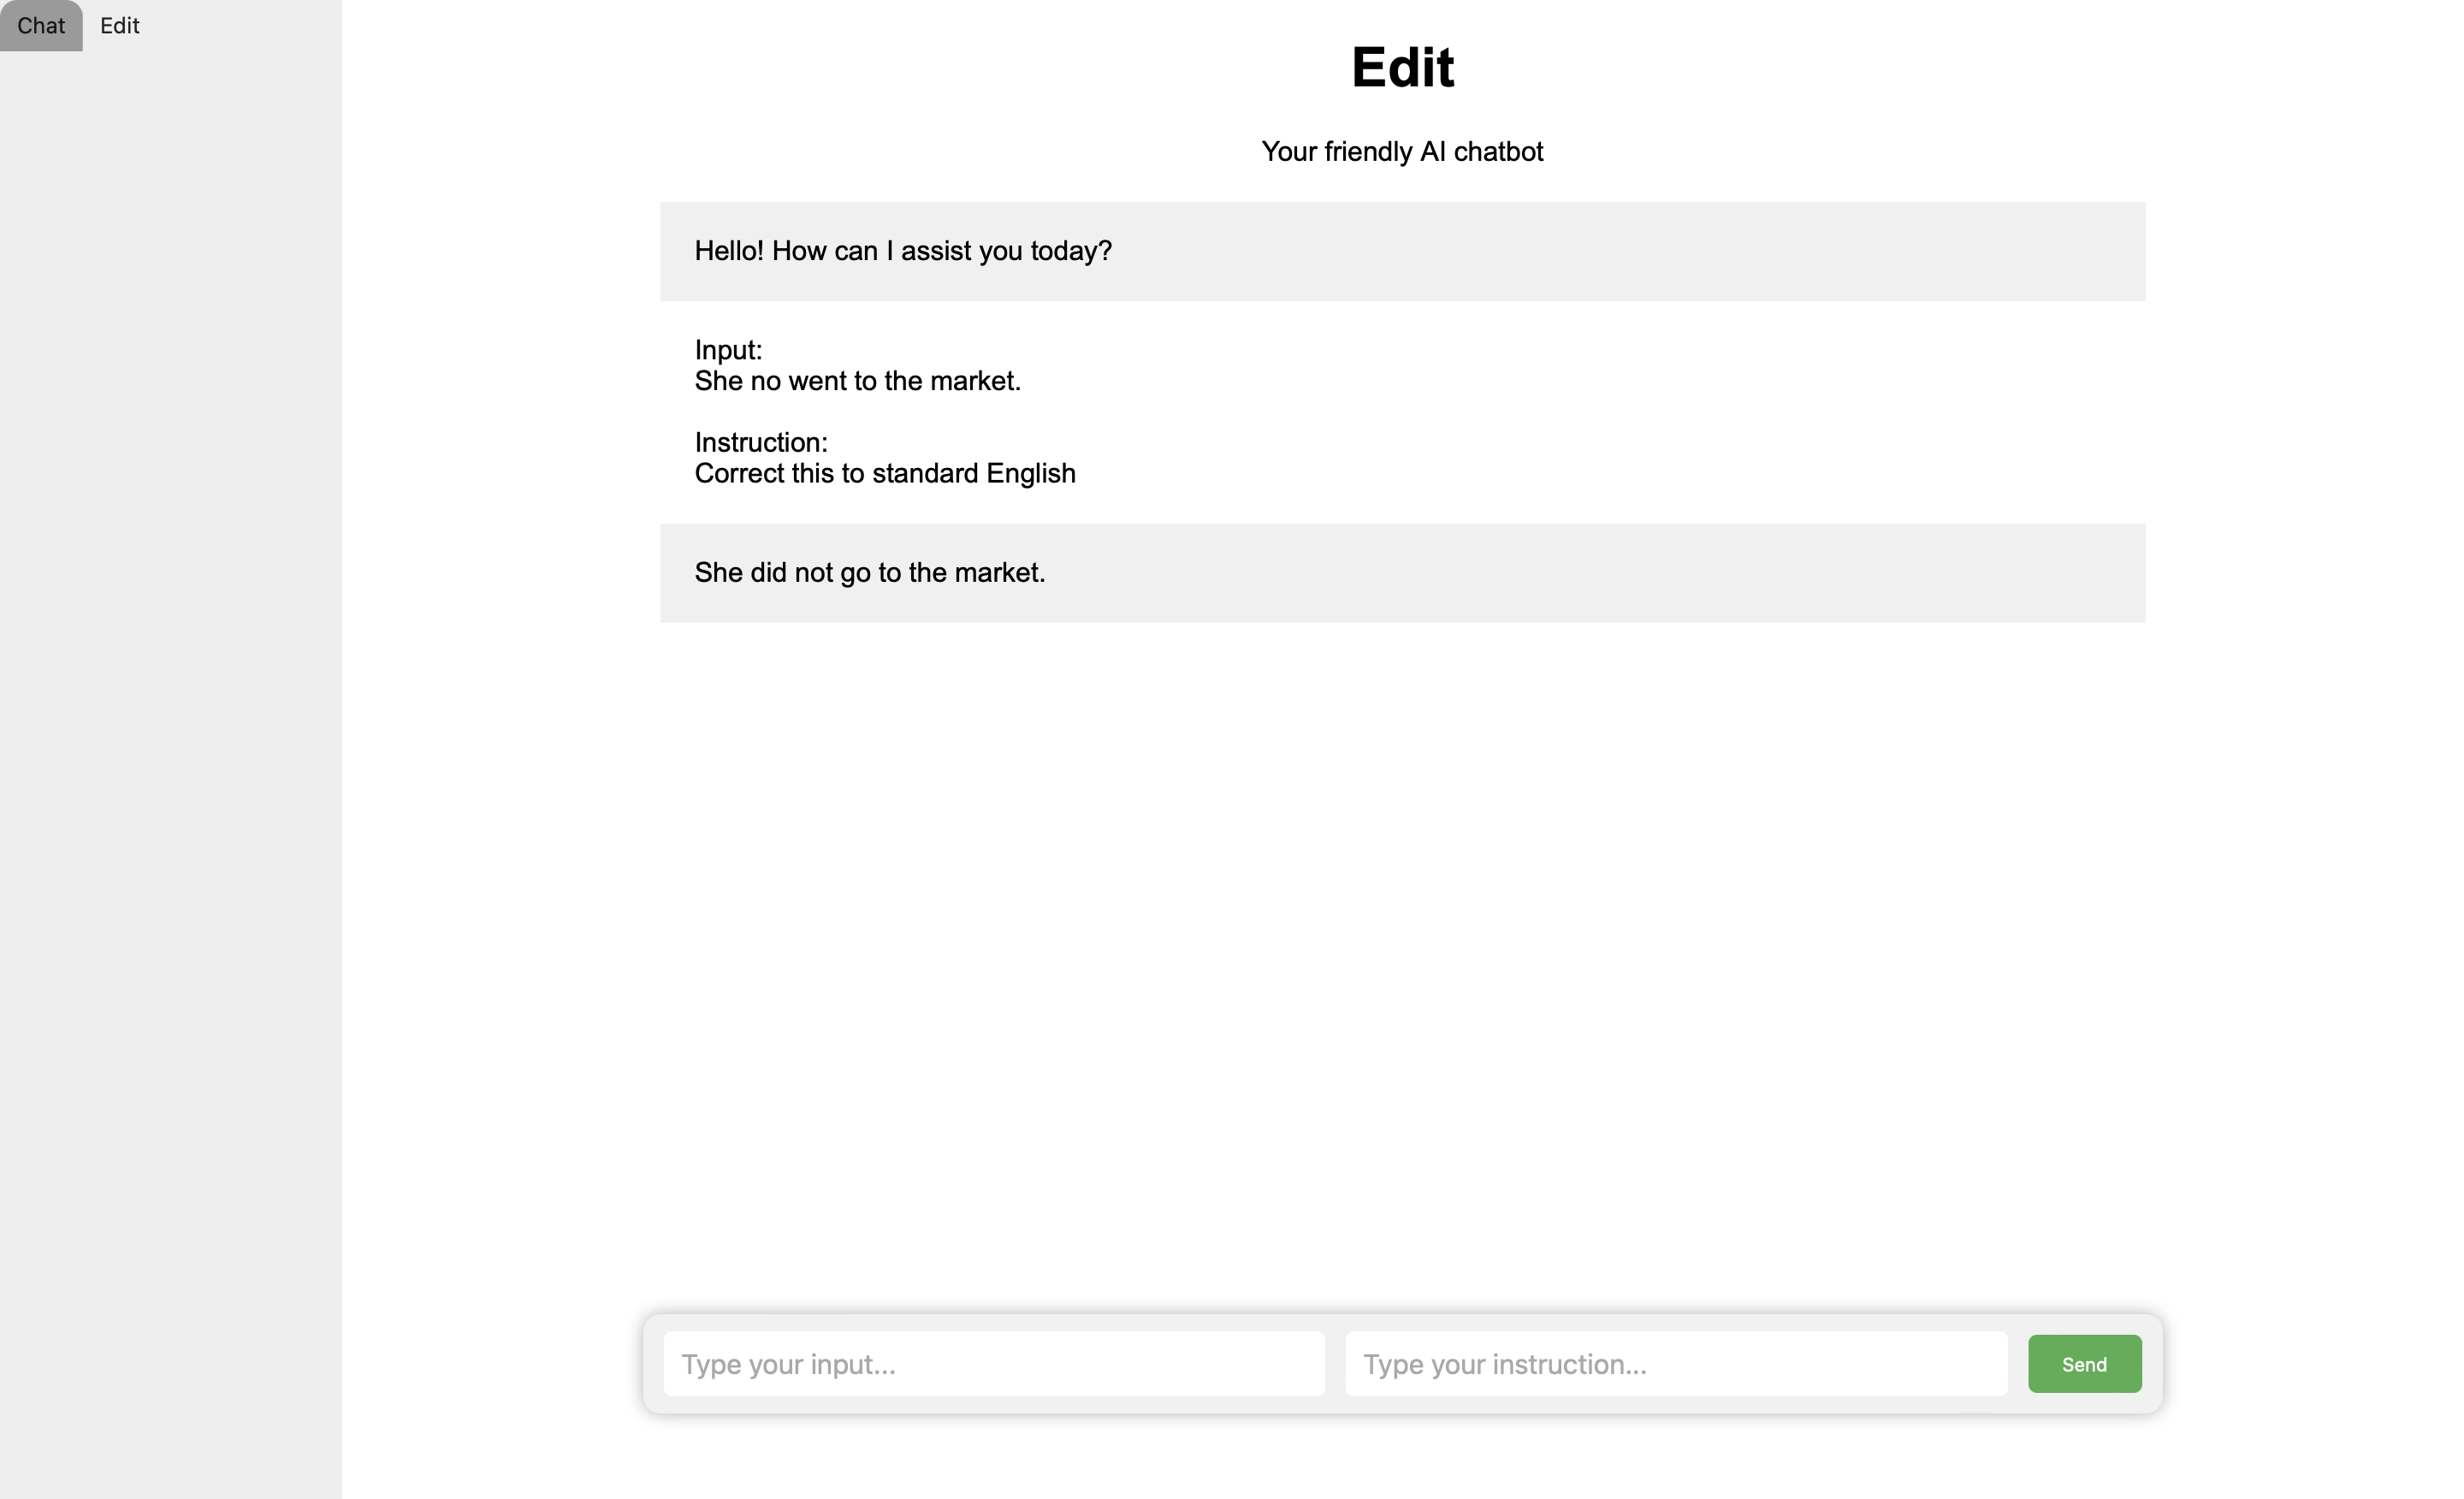 Chat Edit
Edit
Your friendly AI chatbot
Hello! How can I assist you today?
Input:
She no went to the market.
Instruction:
Correct this to standard English
She did not go to the market.
Type your input...
Type your instruction...
Send